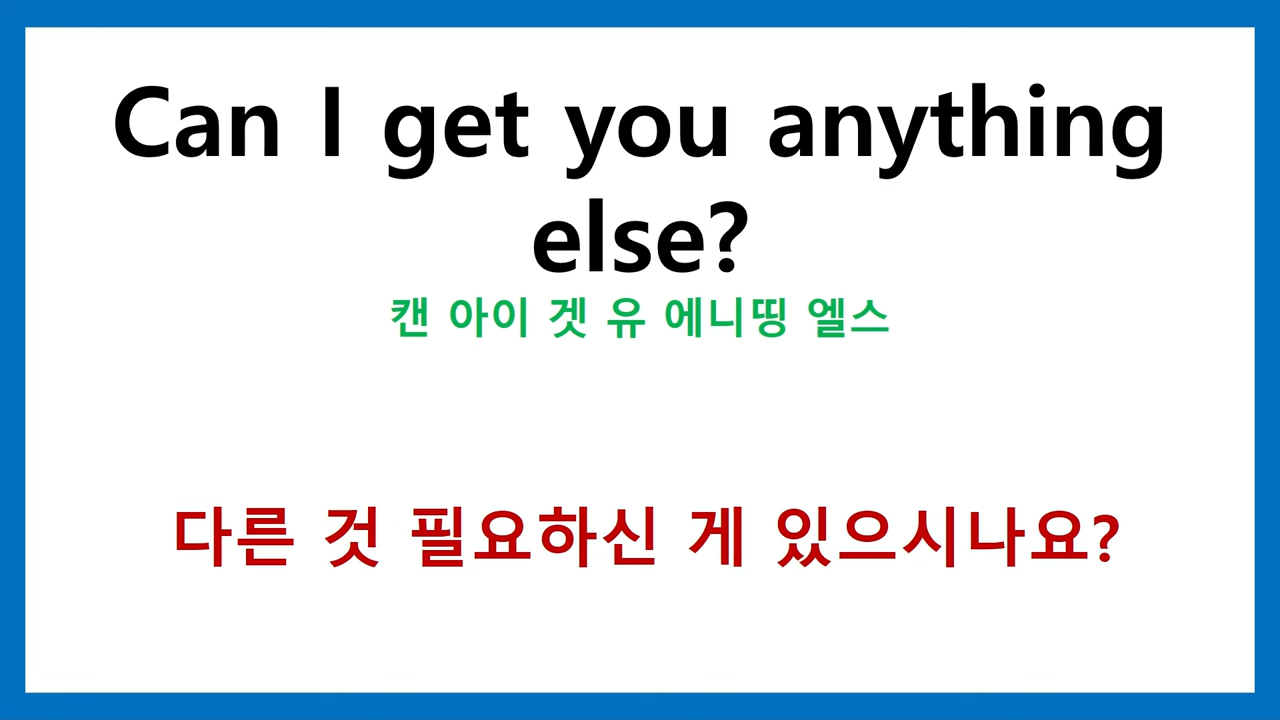 Can I get you anything
else?
캔 아이 겟 유 에니띵 엘스
다른 것 필요하신 게 있으시나요?